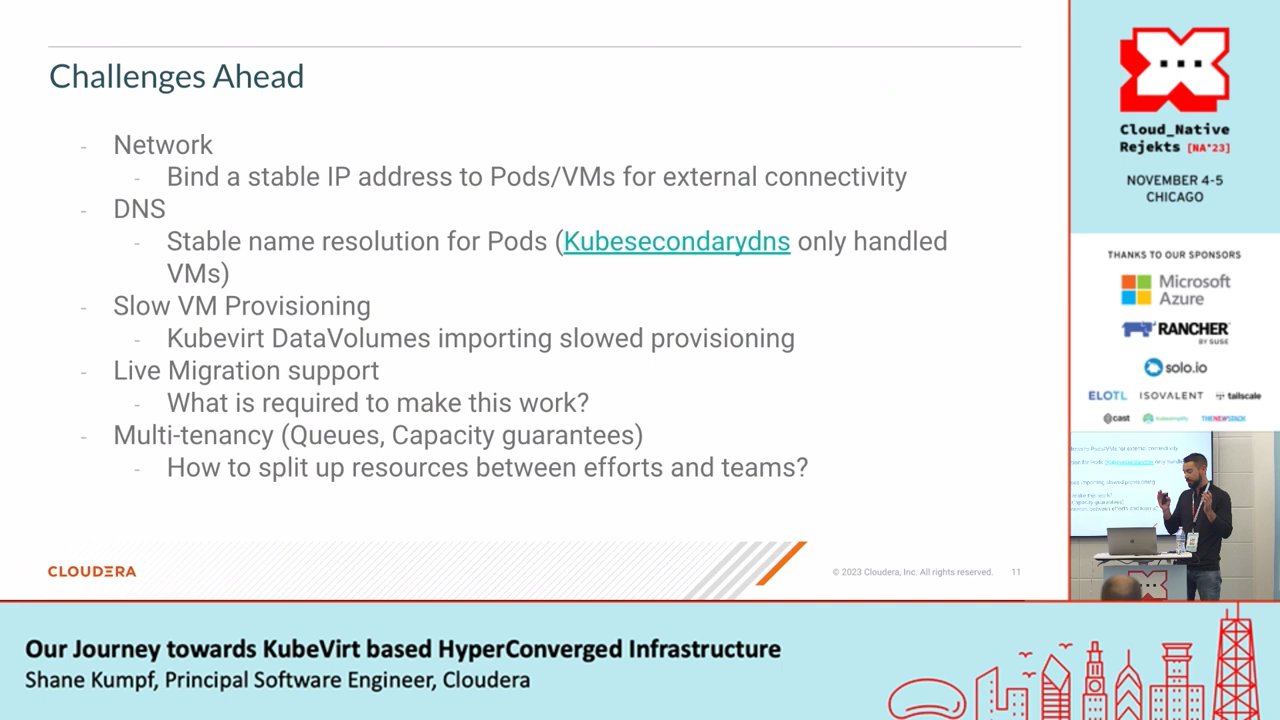 Challenges Ahead
- Network
- Bind a stable IP address to Pods/VMs for external connectivity
- DNS
- Stable name resolution for Pods (Kubesecondarydns only handled
VMs)
- Slow VM Provisioning
- Kubevirt DataVolumes importing slowed provisioning
- Live Migration support
- What is required to make this work?
- Multi-tenancy (Queues, Capacity guarantees)
- How to split up resources between efforts and teams?
CLOUDERA
© 2023 Cloudera, Inc. All rights reserved.
11
Cloud_Native
Rejekts [NA'23]
NOVEMBER 4-5
CHICAGO
THANKS TO OUR SPONSORS
Microsoft
Azure
RANCHER
BY SUSE
solo.io
ELOTL ISOVALENT tailscale
cast kubesimplify THENEWSTACK
Our Journey towards KubeVirt based HyperConverged Infrastructure
Shane Kumpf, Principal Software Engineer, Cloudera